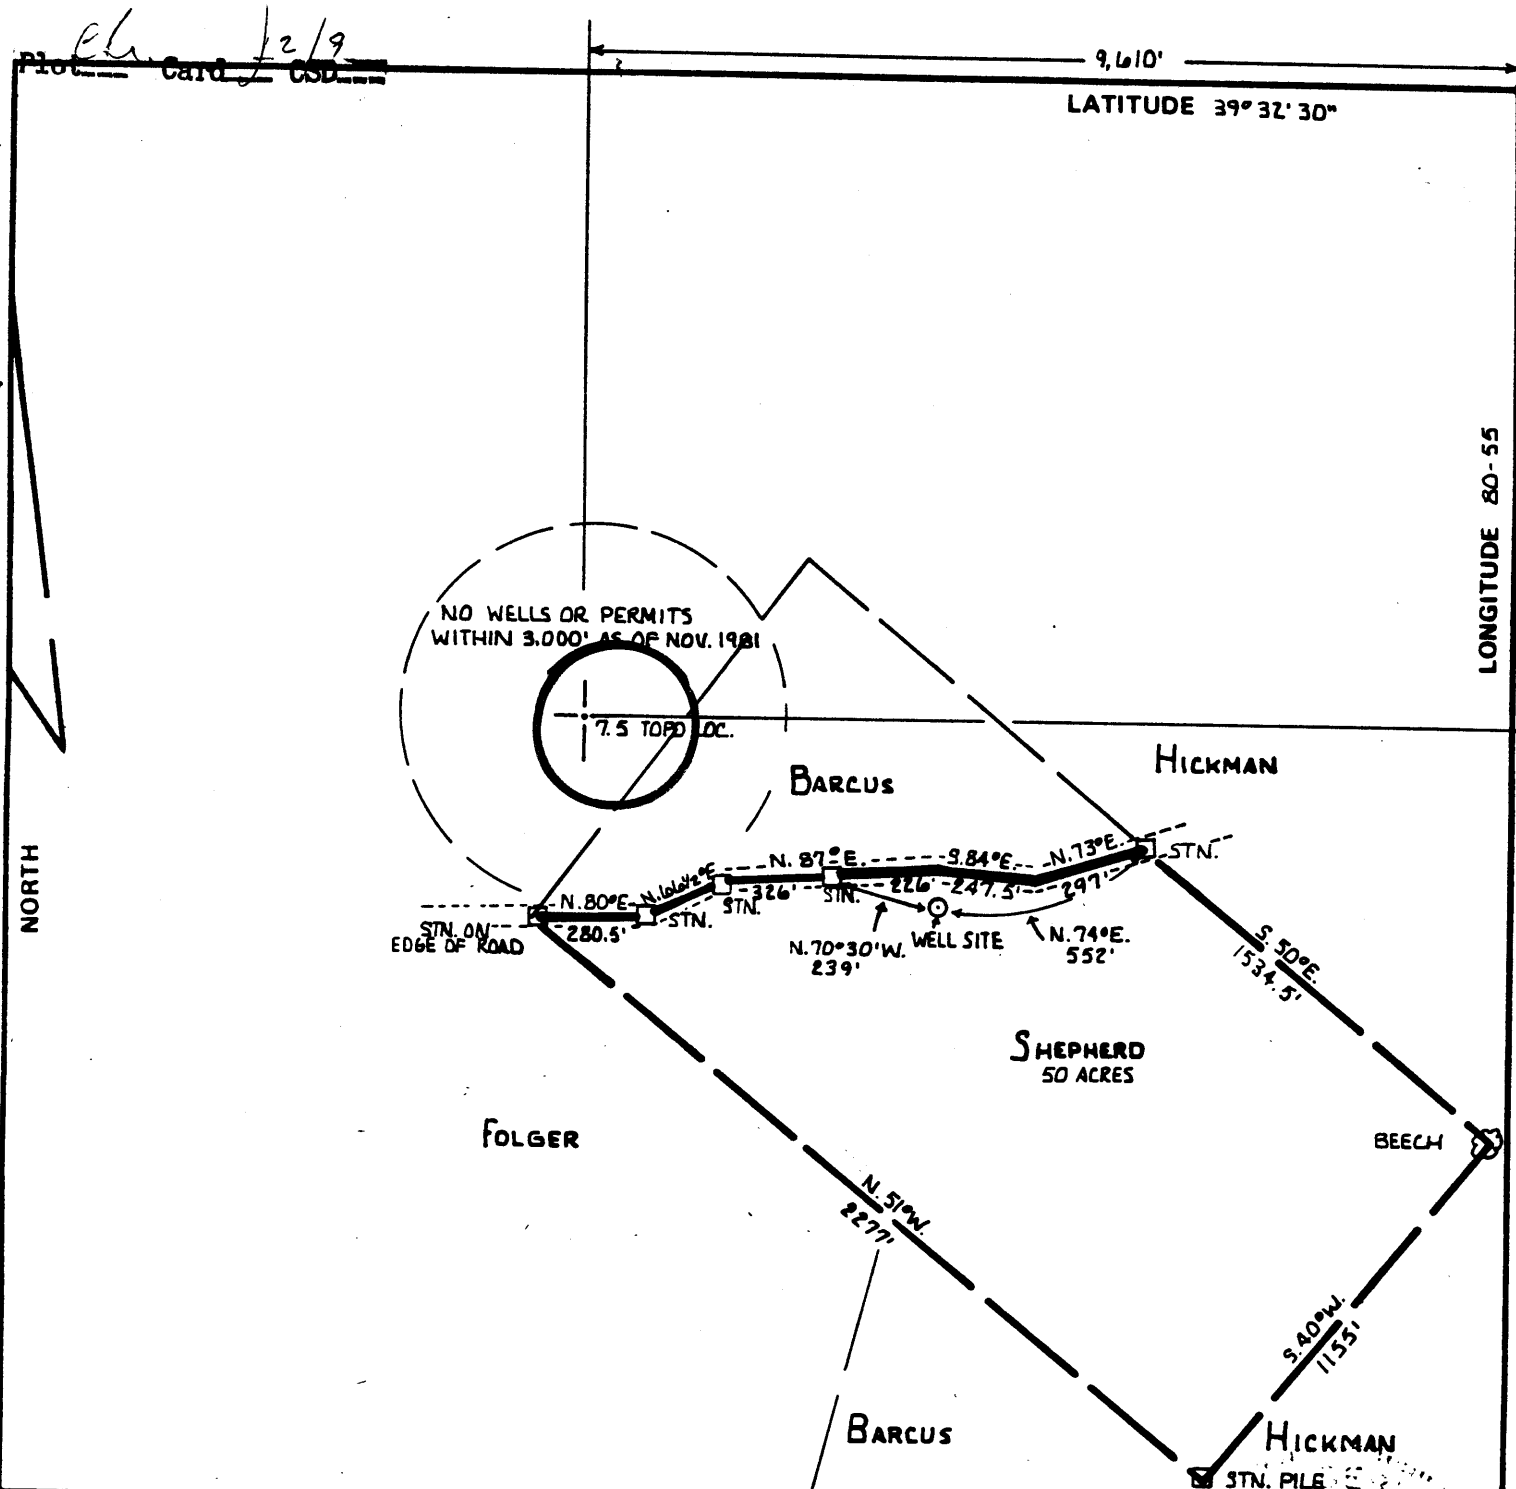 Plot Card CSD
12/9
9,610'
LATITUDE 39° 32' 30"
LONGITUDE 80-55
NORTH
NO WELLS OR PERMITS
WITHIN 3.000' AS OF NOV. 1981
7.5 TOPO LOC.
BARCUS
HICKMAN
N.80°E.
280.5'
N.66½°E
N. 87°E.
326'
226'
S.84°E.
247.5'
N.73°E.
297'
STN.
STN.
STN.
STN.
STN. ON
EDGE OF ROAD
N.70°30'W.
239'
WELL SITE
N.74°E.
552'
S. 50°E.
1534.5'
SHEPHERD
50 ACRES
FOLGER
BEECH
N. 51°W.
2277'
S.40°W.
1155'
BARCUS
HICKMAN
STN. PILE